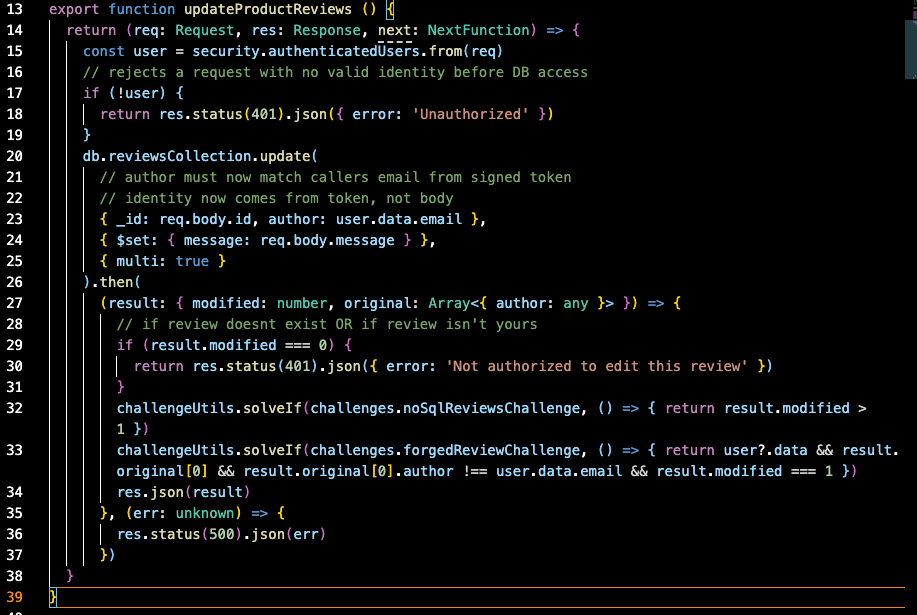 13 export function updateProductReviews () {
14 return (req: Request, res: Response, next: NextFunction) => {
15 const user = security.authenticatedUsers.from(req)
16 // rejects a request with no valid identity before DB access
17 if (!user) {
18 return res.status(401).json({ error: 'Unauthorized' })
19 }
20 db.reviewsCollection.update(
21 // author must now match callers email from signed token
22 // identity now comes from token, not body
23 { _id: req.body.id, author: user.data.email },
24 { $set: { message: req.body.message } },
25 { multi: true }
26 ).then(
27 (result: { modified: number, original: Array<{ author: any }> }) => {
28 // if review doesnt exist OR if review isn't yours
29 if (result.modified === 0) {
30 return res.status(401).json({ error: 'Not authorized to edit this review' })
31 }
32 challengeUtils.solveIf(challenges.noSqlReviewsChallenge, () => { return result.modified >
1 })
33 challengeUtils.solveIf(challenges.forgedReviewChallenge, () => { return user?.data && result.
original[0] && result.original[0].author !== user.data.email && result.modified === 1 })
34 res.json(result)
35 }, (err: unknown) => {
36 res.status(500).json(err)
37 })
38 }
39 }